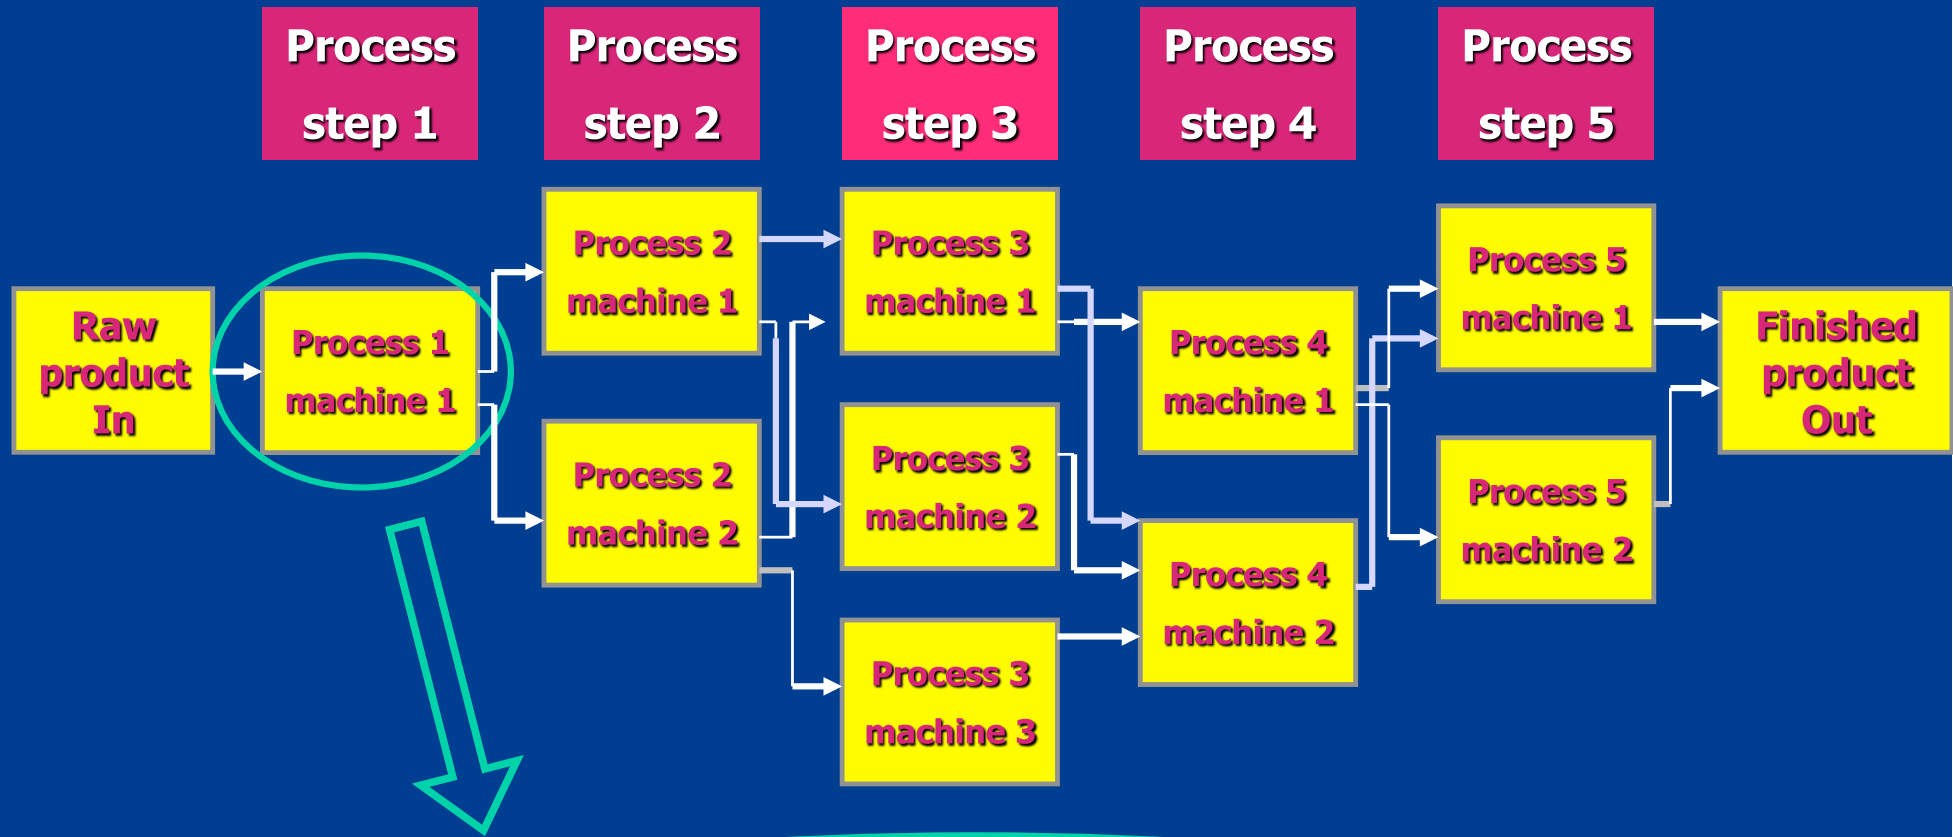 Process
step 1
Process
step 2
Process
step 3
Process
step 4
Process
step 5
Raw
product
In
Process 1
machine 1
Process 2
machine 1
Process 2
machine 2
Process 3
machine 1
Process 3
machine 2
Process 3
machine 3
Process 4
machine 1
Process 4
machine 2
Process 5
machine 1
Process 5
machine 2
Finished
product
Out